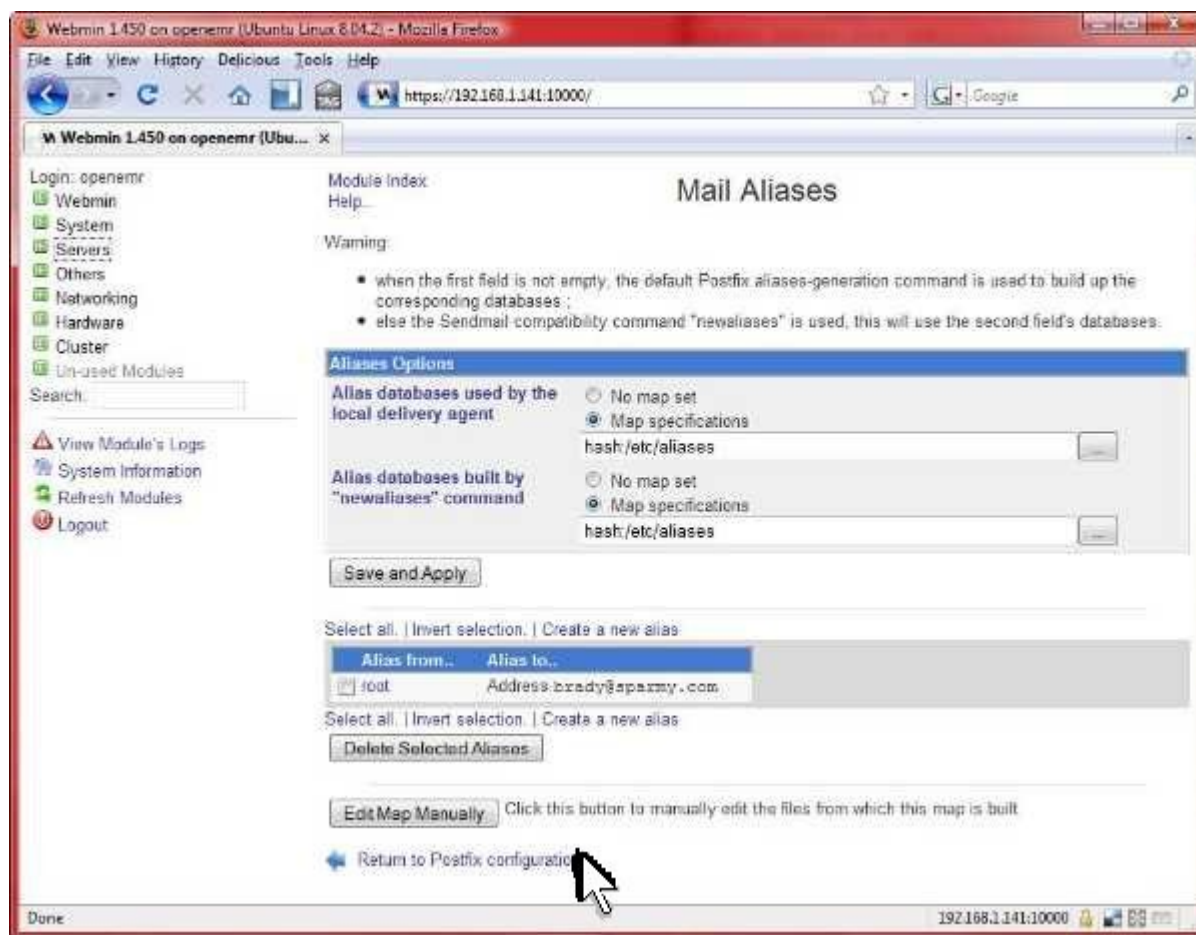 Webmin 1.450 on openemr (Ubuntu Linux 8.04.2) - Mozilla Firefox
File Edit View History Delicious Tools Help
https://192.168.1.141:10000/
Google
Webmin 1.450 on openemr (Ubu...
Login: openemr
Webmin
System
Servers
Others
Networking
Hardware
Cluster
Un-used Modules
Search:
View Module's Logs
System Information
Refresh Modules
Logout
Module Index
Help..
Mail Aliases
Warning
• when the first field is not empty, the default Postfix aliases-generation command is used to build up the
corresponding databases ;
• else the Sendmail compatibility command "newaliases" is used, this will use the second field's databases.
Aliases Options
Alias databases used by the
local delivery agent
No map set
Map specifications
hash:/etc/aliases
...
Alias databases built by
"newaliases" command
No map set
Map specifications
hash:/etc/aliases
...
Save and Apply
Select all. | Invert selection. | Create a new alias
Alias from.. Alias to..
root Address brady@sparmy.com
Select all. | Invert selection. | Create a new alias
Delete Selected Aliases
Edit Map Manually Click this button to manually edit the files from which this map is built
Return to Postfix configuration
Done 192.168.1.141:10000